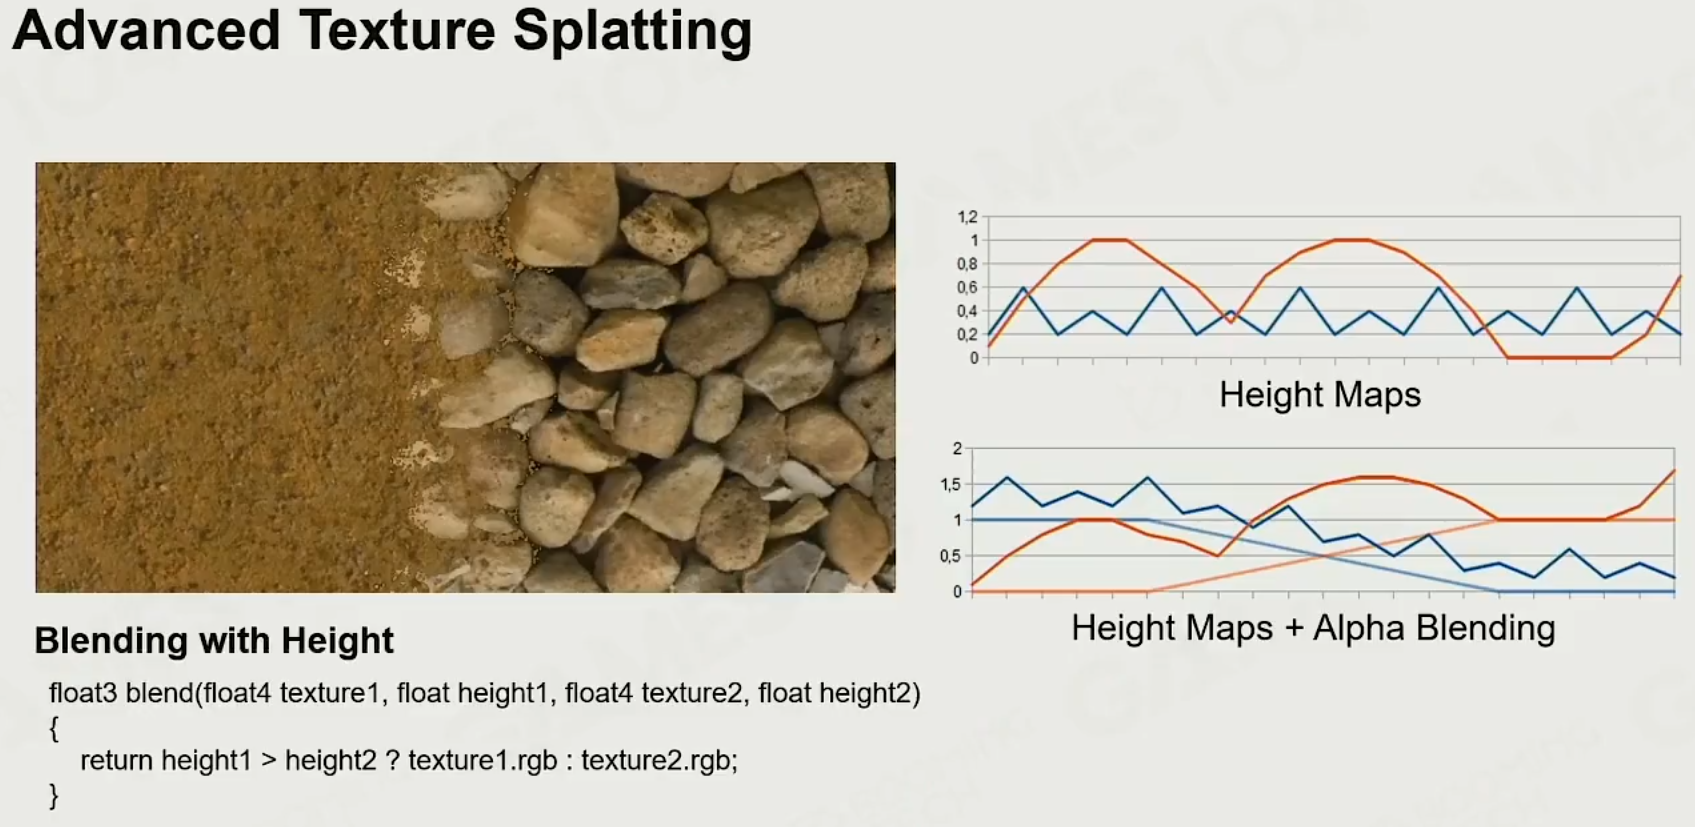 Advanced Texture Splatting
1,2
1
0,8
0,6
0,4
0,2
0
Height Maps
2
1,5
1
0,5
0
Height Maps + Alpha Blending
Blending with Height
float3 blend(float4 texture1, float height1, float4 texture2, float height2)
{
return height1 > height2 ? texture1.rgb : texture2.rgb;
}